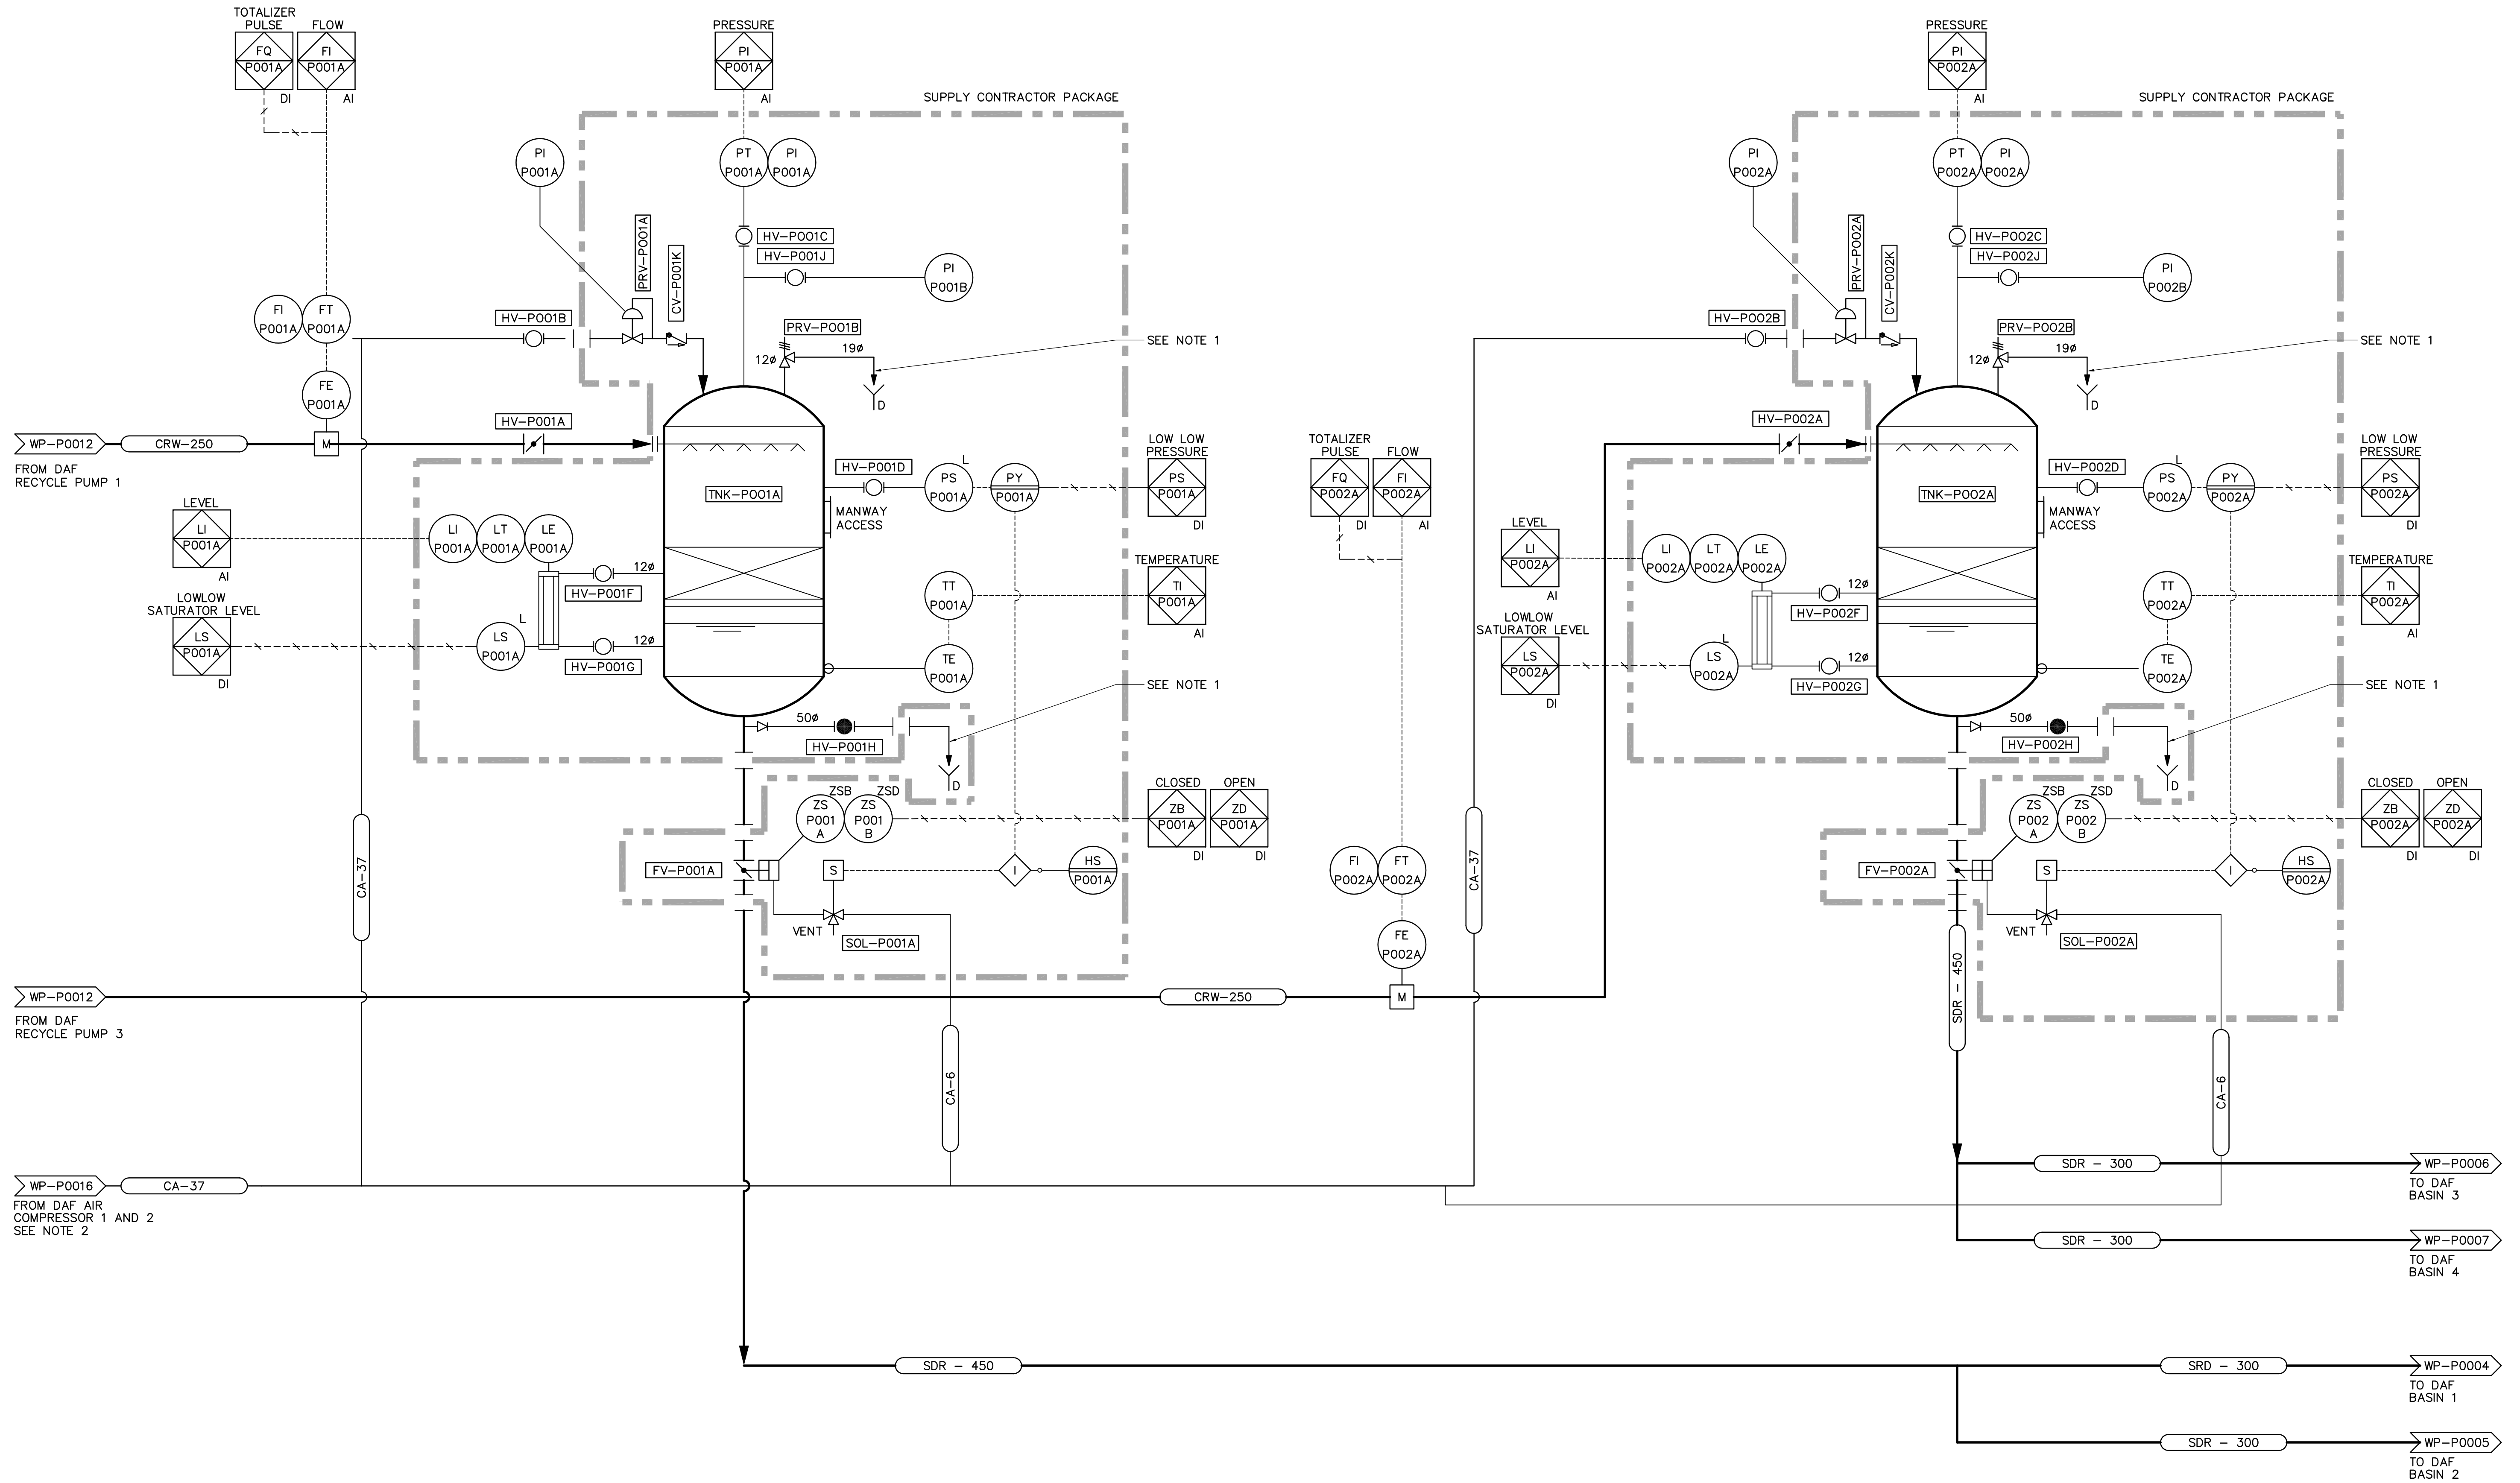 TOTALIZER
PULSE
FLOW
FQ
P001A
DI
FI
P001A
AI
PRESSURE
PI
P001A
AI
SUPPLY CONTRACTOR PACKAGE
PI
P001A
PT
P001A
PI
P001A
PRV-P001A
CV-P001K
HV-P001C
HV-P001J
PI
P001B
FI
P001A
FT
P001A
HV-P001B
PRV-P001B
12ø
19ø
SEE NOTE 1
D
FE
P001A
HV-P001A
WP-P0012
CRW-250
M
FROM DAF
RECYCLE PUMP 1
TNK-P001A
HV-P001D
L
PS
P001A
PY
P001A
LOW LOW
PRESSURE
PS
P001A
DI
MANWAY
ACCESS
LEVEL
LI
P001A
AI
LI
P001A
LT
P001A
LE
P001A
12ø
HV-P001F
TEMPERATURE
TI
P001A
AI
TT
P001A
LOWLOW
SATURATOR LEVEL
LS
P001A
DI
L
LS
P001A
12ø
HV-P001G
TE
P001A
SEE NOTE 1
50ø
HV-P001H
D
CLOSED
ZB
P001A
DI
OPEN
ZD
P001A
DI
ZSB
ZS
P001
A
ZSD
ZS
P001
B
FV-P001A
S
I
HS
P001A
VENT
SOL-P001A
CA-37
CA-6
WP-P0012
CRW-250
M
FROM DAF
RECYCLE PUMP 3
WP-P0016
CA-37
FROM DAF AIR
COMPRESSOR 1 AND 2
SEE NOTE 2
SDR - 450
PRESSURE
PI
P002A
AI
SUPPLY CONTRACTOR PACKAGE
PI
P002A
PT
P002A
PI
P002A
PRV-P002A
CV-P002K
HV-P002C
HV-P002J
PI
P002B
HV-P002B
PRV-P002B
12ø
19ø
SEE NOTE 1
D
HV-P002A
TOTALIZER
PULSE
FLOW
FQ
P002A
DI
FI
P002A
AI
TNK-P002A
HV-P002D
L
PS
P002A
PY
P002A
LOW LOW
PRESSURE
PS
P002A
DI
MANWAY
ACCESS
LEVEL
LI
P002A
AI
LI
P002A
LT
P002A
LE
P002A
12ø
HV-P002F
TEMPERATURE
TI
P002A
AI
TT
P002A
LOWLOW
SATURATOR LEVEL
LS
P002A
DI
L
LS
P002A
12ø
HV-P002G
TE
P002A
SEE NOTE 1
50ø
HV-P002H
D
CLOSED
ZB
P002A
DI
OPEN
ZD
P002A
DI
ZSB
ZS
P002
A
ZSD
ZS
P002
B
FI
P002A
FT
P002A
FE
P002A
CA-37
FV-P002A
S
I
HS
P002A
VENT
SOL-P002A
SDR - 450
CA-6
SDR - 300
WP-P0006
TO DAF
BASIN 3
SDR - 300
WP-P0007
TO DAF
BASIN 4
SRD - 300
WP-P0004
TO DAF
BASIN 1
SDR - 300
WP-P0005
TO DAF
BASIN 2